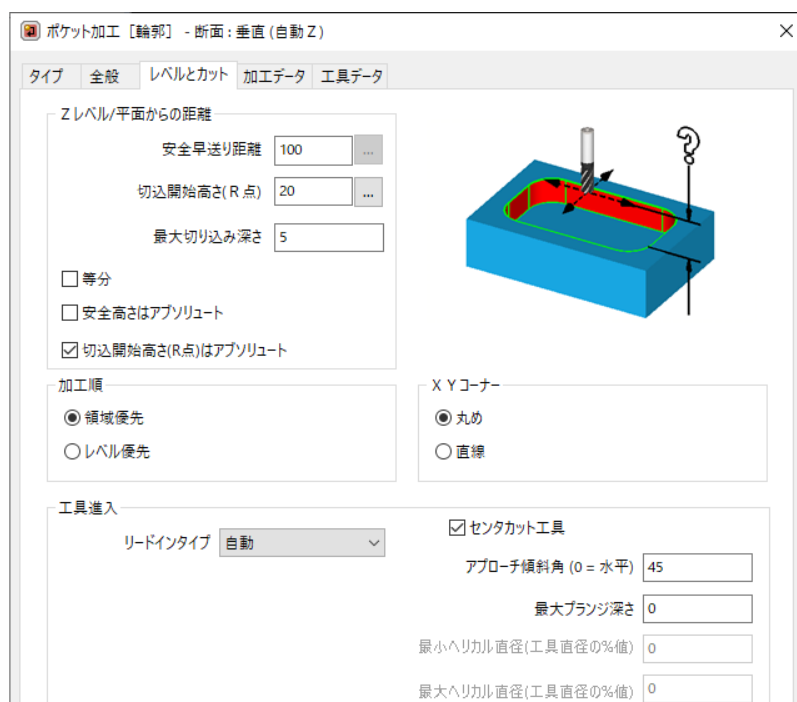 ポケット加工［輪郭］ - 断面 : 垂直 (自動 Z )
タイプ 全般 レベルとカット 加工データ 工具データ
Z レベル/平面からの距離
安全早送り距離 100 ...
切込開始高さ( R 点) 20 ...
最大切り込み深さ 5
等分
安全高さはアブソリュート
切込開始高さ(R点)はアブソリュート
加工順
領域優先
レベル優先
X Y コーナー
丸め
直線
工具進入
リードインタイプ 自動
センタカット工具
アプローチ傾斜角 (0 = 水平) 45
最大プランジ深さ 0
最小ヘリカル直径(工具直径の%値) 0
最大ヘリカル直径(工具直径の%値) 0